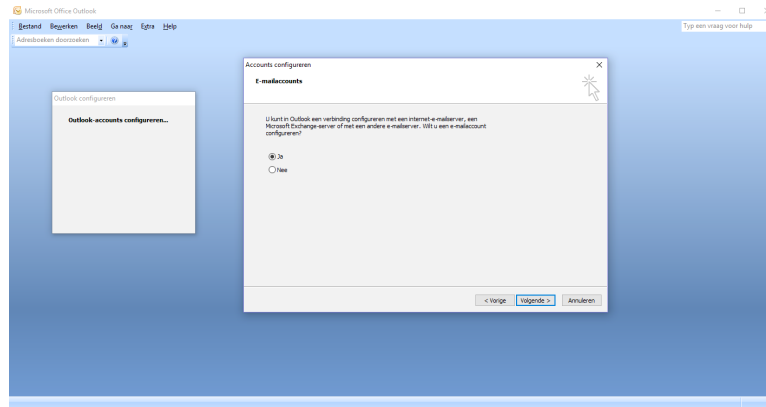 Microsoft Office Outlook
Bestand Bewerken Beeld Ga naar Extra Help
Typ een vraag voor hulp
Adresboeken doorzoeken
Accounts configureren
E-mailaccounts
Outlook configureren
Outlook-accounts configureren...
U kunt in Outlook een verbinding configureren met een internet-e-mailserver, een
Microsoft Exchange-server of met een andere e-mailserver. Wilt u een e-mailaccount
configureren?
Ja
Nee
< Vorige Volgende > Annuleren